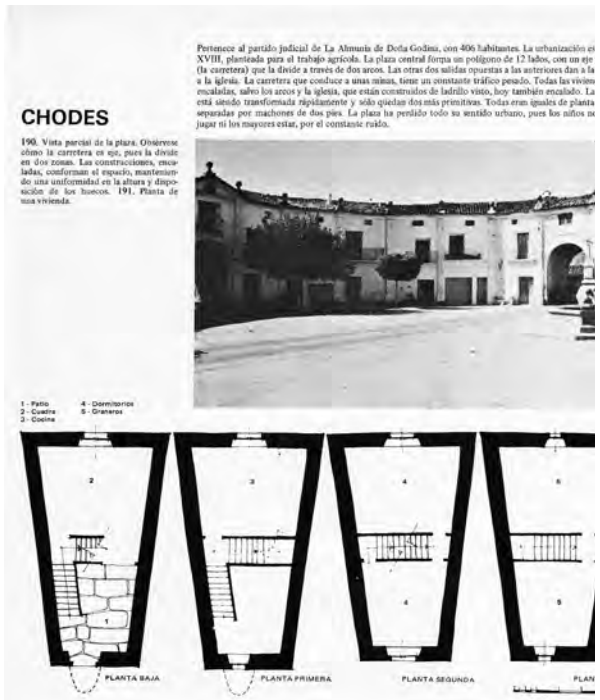 Pertenece al partido judicial de La Almunia de Doña Godina, con 406 habitantes. La urbanización es
XVIII, planteada para el trabajo agrícola. La plaza central forma un polígono de 12 lados, con un eje
(la carretera) que la divide a través de dos arcos. Las otras dos salidas opuestas a las anteriores dan a la
a la iglesia. La carretera que conduce a unas minas, tiene un constante tráfico pesado. Todas las vivien
encaladas, salvo los arcos y la iglesia, que están construidos de ladrillo visto, hoy también encalado. La
está siendo transformada rápidamente y sólo quedan dos más primitivas. Todas eran iguales de planta
separadas por machones de dos pies. La plaza ha perdido todo su sentido urbano, pues los niños no
jugar ni los mayores estar, por el constante ruido.
CHODES
190. Vista parcial de la plaza. Obsérvese
cómo la carretera es eje, pues la divide
en dos zonas. Las construcciones, enca-
ladas, conforman el espacio, mantenien-
do una uniformidad en la altura y dispo-
sición de los huecos. 191. Planta de
una vivienda.
1 - Patio 4 - Dormitorios
2 - Cuadra 5 - Graneros
3 - Cocina
2 3 4 6
1 4 5
PLANTA BAJA PLANTA PRIMERA PLANTA SEGUNDA PLAN